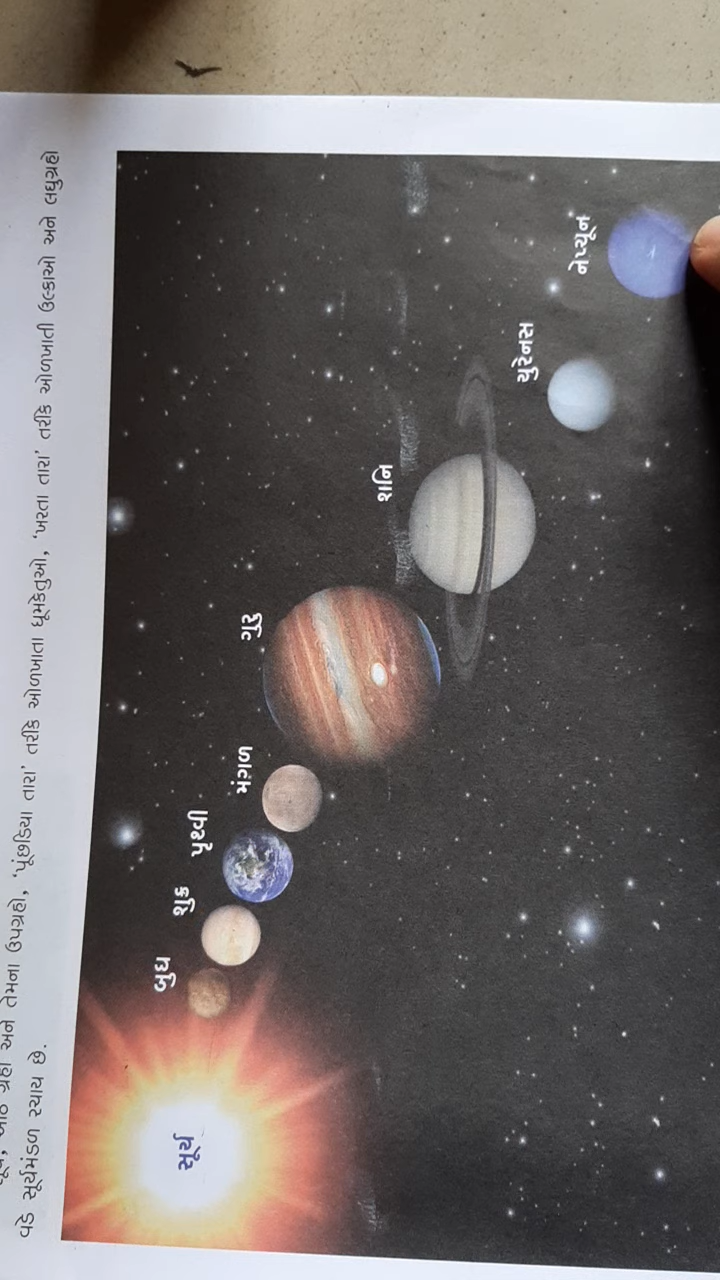 આઠ ગ્રહો અને તેમના ઉપગ્રહો, 'પૂંછડિયા તારા' તરીકે ઓળખાતા ધૂમકેતુઓ, 'ખરતા તારા' તરીકે ઓળખાતી ઉલ્કાઓ અને લઘુગ્રહો
વડે સૂર્યમંડળ રચાય છે.
સૂર્ય
બુધ
શુક્ર
પૃથ્વી
મંગળ
ગુરુ
શનિ
યુરેનસ
નેપ્ચૂન